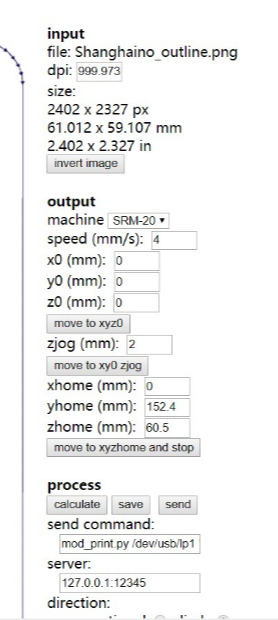 input
file: Shanghaino_outline.png
dpi: 999.973
size:
2402 x 2327 px
61.012 x 59.107 mm
2.402 x 2.327 in
invert image
output
machine SRM-20
speed (mm/s): 4
x0 (mm): 0
y0 (mm): 0
z0 (mm): 0
move to xyz0
zjog (mm): 2
move to xy0 zjog
xhome (mm): 0
yhome (mm): 152.4
zhome (mm): 60.5
move to xyzhome and stop
process
calculate save send
send command:
mod_print.py /dev/usb/lp1
server:
127.0.0.1:12345
direction: